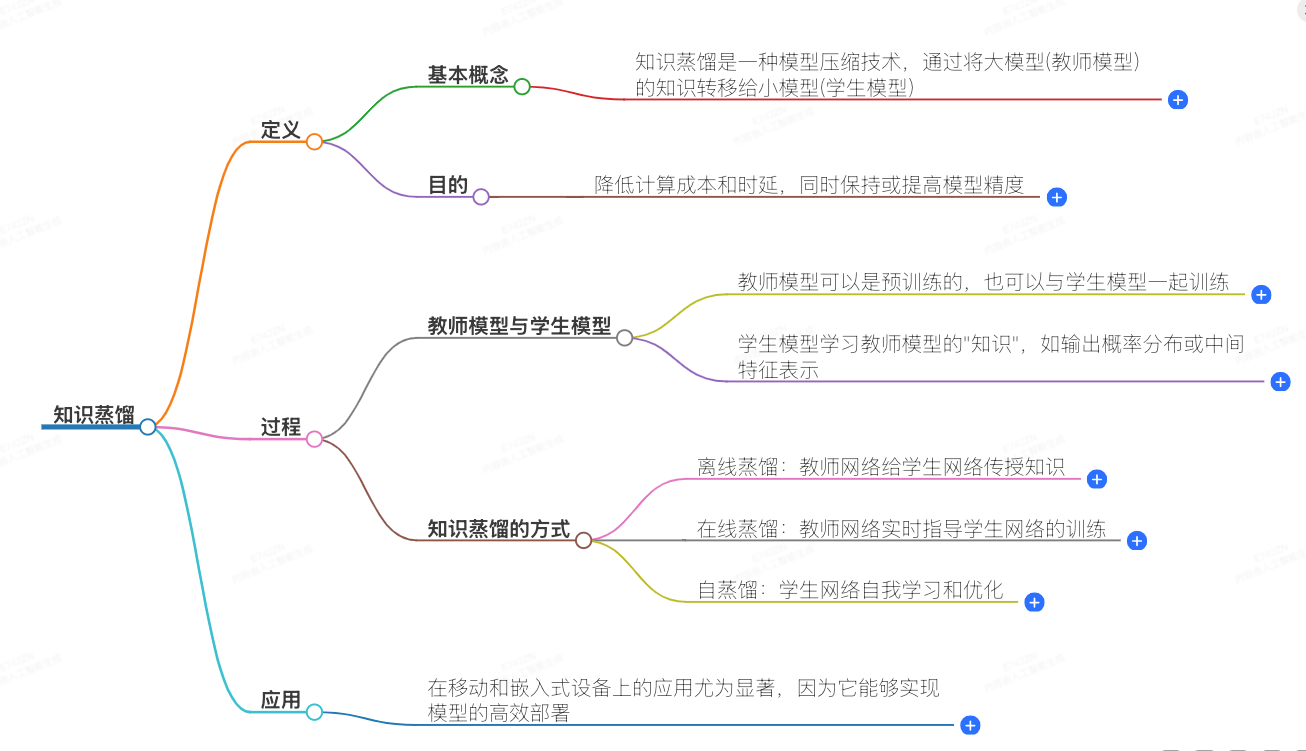 知识蒸馏
定义
基本概念
知识蒸馏是一种模型压缩技术，通过将大模型(教师模型)
的知识转移给小模型(学生模型)
目的
降低计算成本和时延，同时保持或提高模型精度
过程
教师模型与学生模型
教师模型可以是预训练的，也可以与学生模型一起训练
学生模型学习教师模型的"知识"，如输出概率分布或中间
特征表示
知识蒸馏的方式
离线蒸馏：教师网络给学生网络传授知识
在线蒸馏：教师网络实时指导学生网络的训练
自蒸馏：学生网络自我学习和优化
应用
在移动和嵌入式设备上的应用尤为显著，因为它能够实现
模型的高效部署